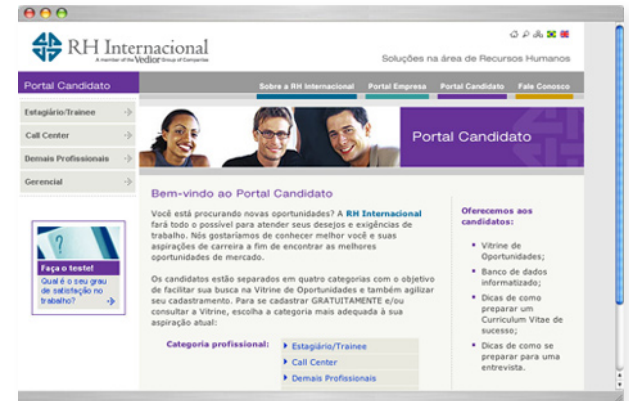 RH Internacional
A member of the Vedior Group of Companies
Soluções na área de Recursos Humanos
Portal Candidato
Sobre a RH Internacional
Portal Empresa
Portal Candidato
Fale Conosco
Estagiário/Trainee
Call Center
Demais Profissionais
Gerencial
Portal Candidato
Faça o teste!
Qual é o seu grau
de satisfação no
trabalho?
Bem-vindo ao Portal Candidato
Você está procurando novas oportunidades? A RH Internacional
fará todo o possível para atender seus desejos e exigências de
trabalho. Nós gostaríamos de conhecer melhor você e suas
aspirações de carreira a fim de encontrar as melhores
oportunidades de mercado.
Os candidatos estão separados em quatro categorias com o objetivo
de facilitar sua busca na Vitrine de Opotunidades e também agilizar
seu cadastramento. Para se cadastrar GRATUITAMENTE e/ou
consultar a Vitrine, escolha a categoria mais adequada à sua
aspiração atual:
Categoria profissional:
Estagiário/Trainee
Call Center
Demais Profissionais
Oferecemos aos
candidatos:
Vitrine de
Oportunidades;
Banco de dados
informatizado;
Dicas de como
preparar um
Curriculum Vitae de
sucesso;
Dicas de como se
preparar para uma
entrevista.